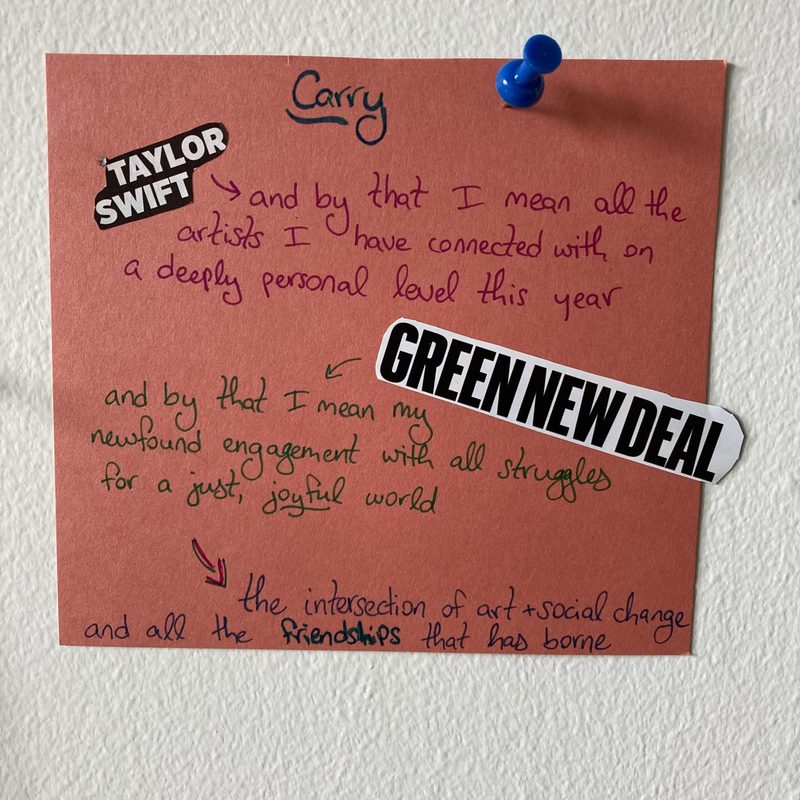 Carry
TAYLOR
SWIFT
and by that I mean all the
artists I have connected with on
a deeply personal level this year
GREEN NEW DEAL
and by that I mean my
newfound engagement with all struggles
for a just, joyful world
the intersection of art + social change
and all the friendships that has borne